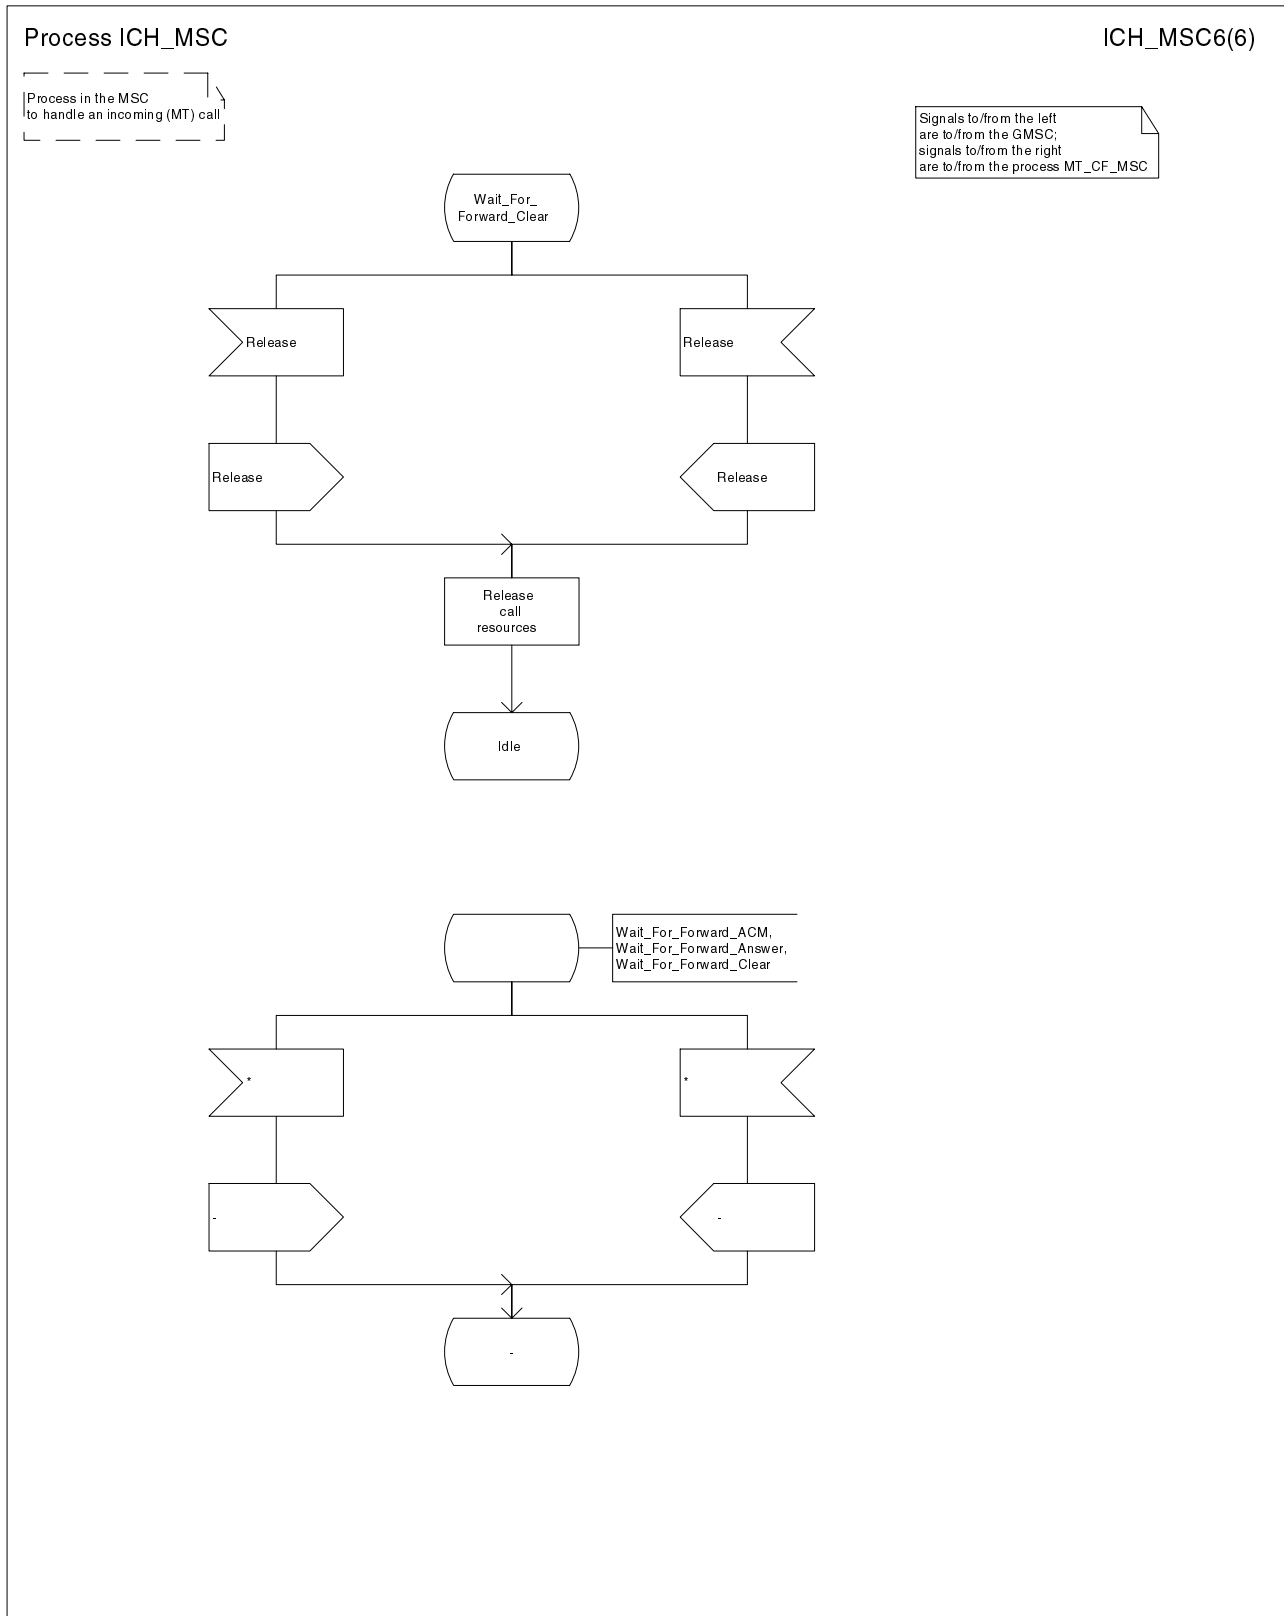 Process ICH_MSC
ICH_MSC6(6)
Process in the MSC
to handle an incoming (MT) call
Signals to/from the left
are to/from the GMSC;
signals to/from the right
are to/from the process MT_CF_MSC
Wait_For_
Forward_Clear
Release
Release
Release
Release
Release
call
resources
Idle
Wait_For_Forward_ACM,
Wait_For_Forward_Answer,
Wait_For_Forward_Clear
*
*
-
-
-